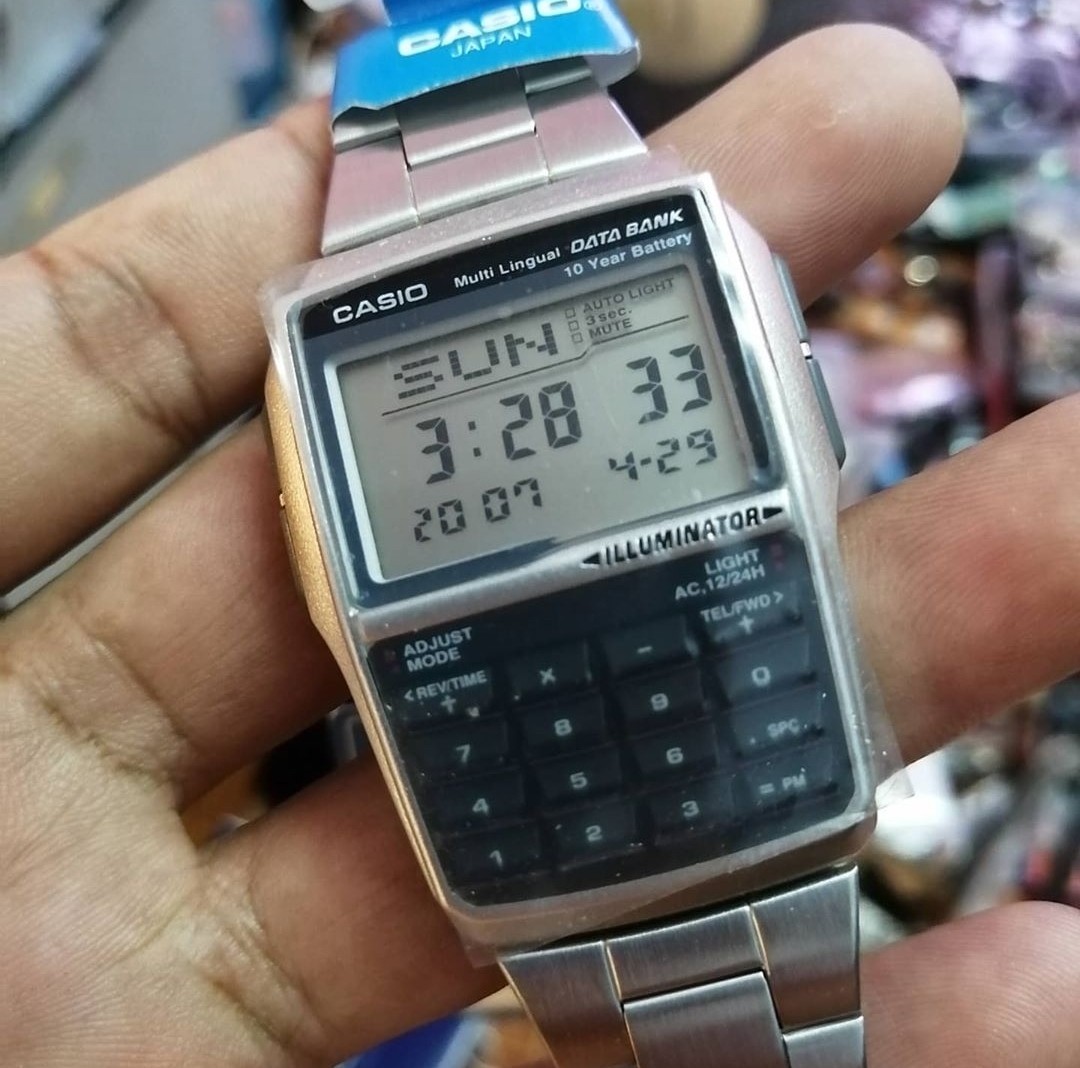 CASIO®
JAPAN
CASIO Multi Lingual DATA BANK
10 Year Battery
AUTO LIGHT
3sec.
MUTE
SUN
3:28 33
2007 4-29
ILLUMINATOR
LIGHT
AC,12/24H
ADJUST
MODE
TEL/FWD >
+
< REV/TIME
÷ × -
7 8 9 0
4 5 6 . SPC
1 2 3 = PM